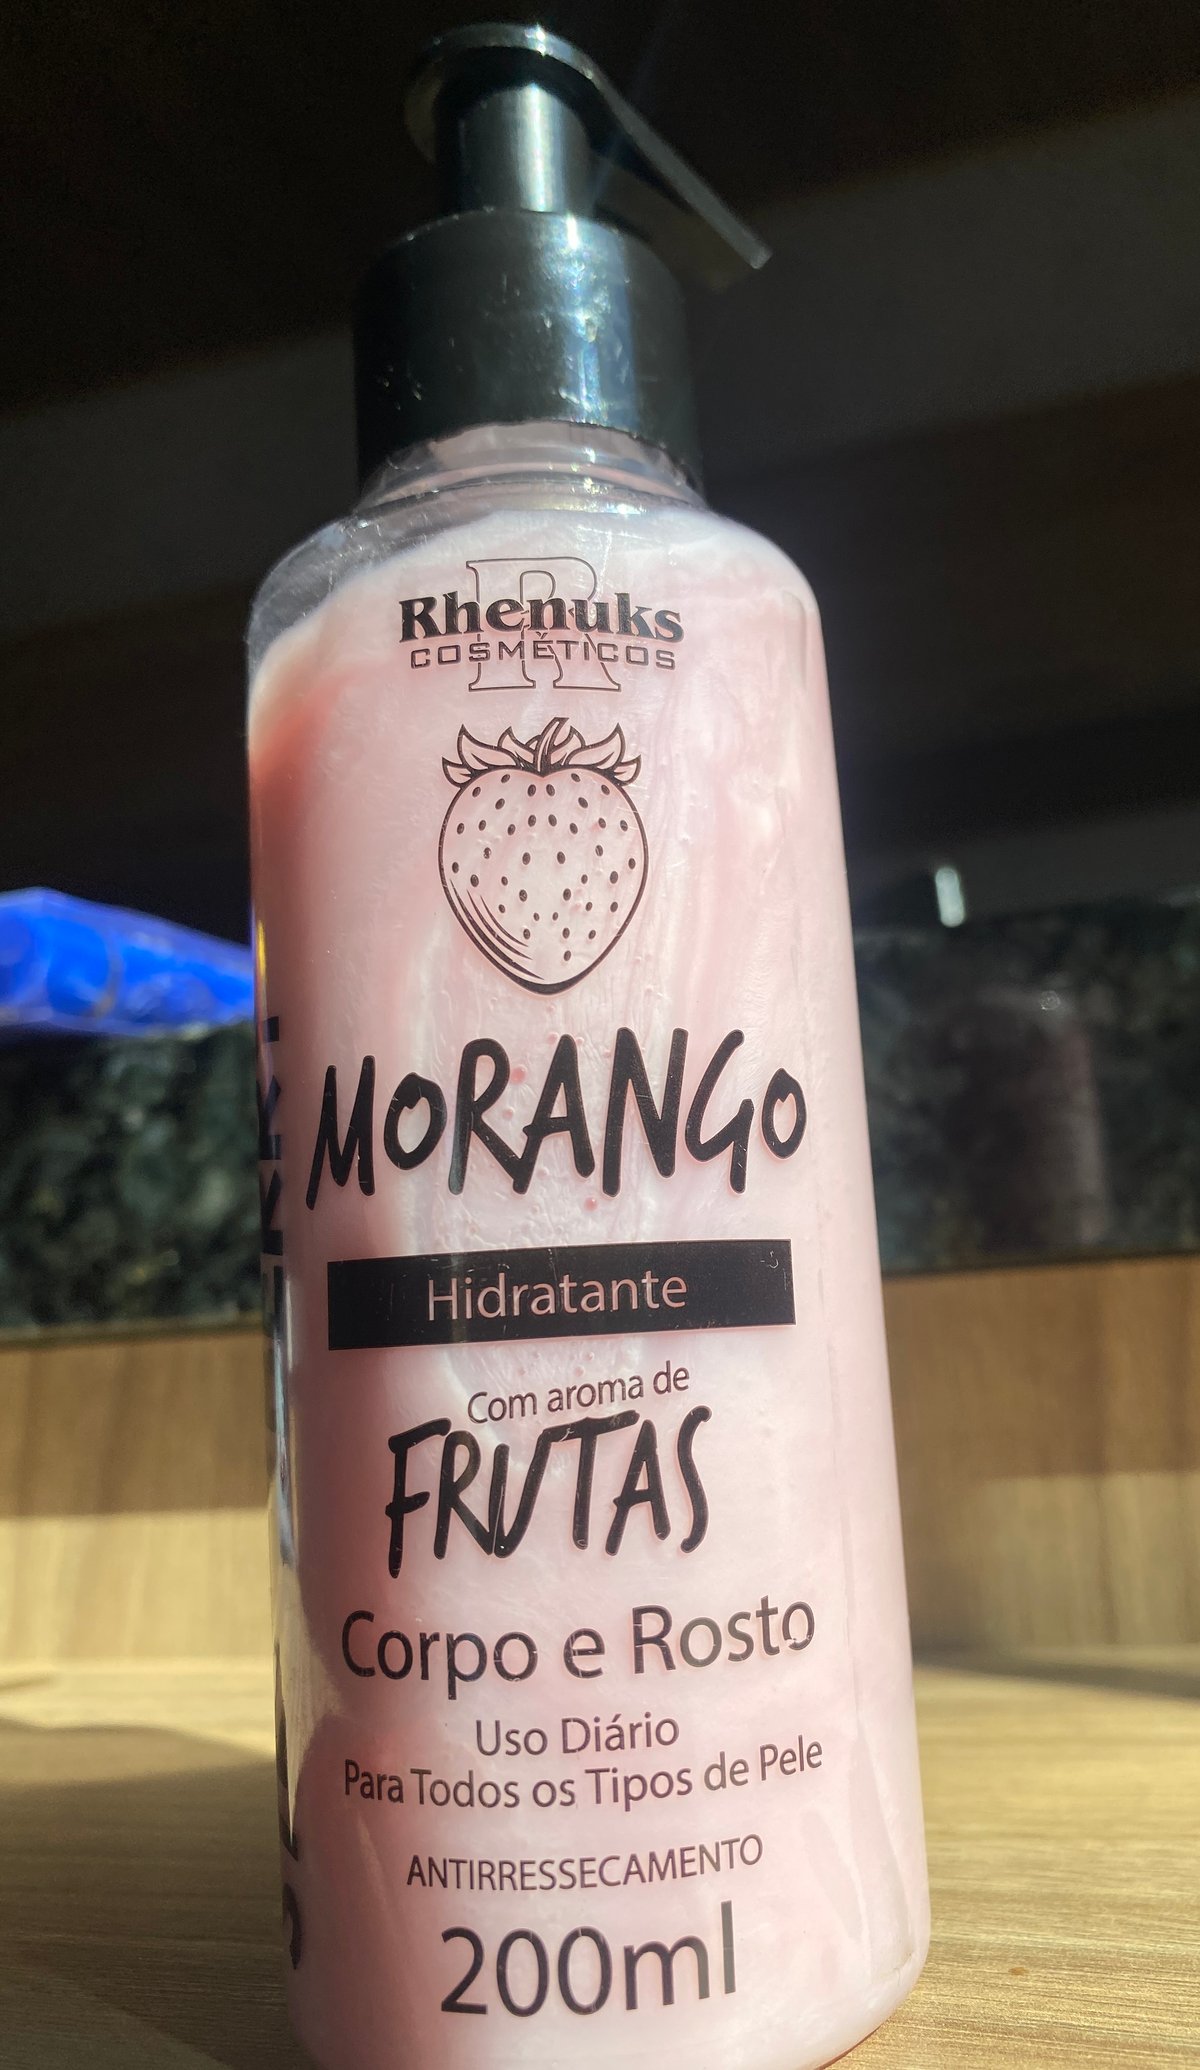 Rhenuks
COSMÉTICOS
MORANGO
Hidratante
Com aroma de
FRUTAS
Corpo e Rosto
Uso Diário
Para Todos os Tipos de Pele
ANTIRRESSECAMENTO
200ml